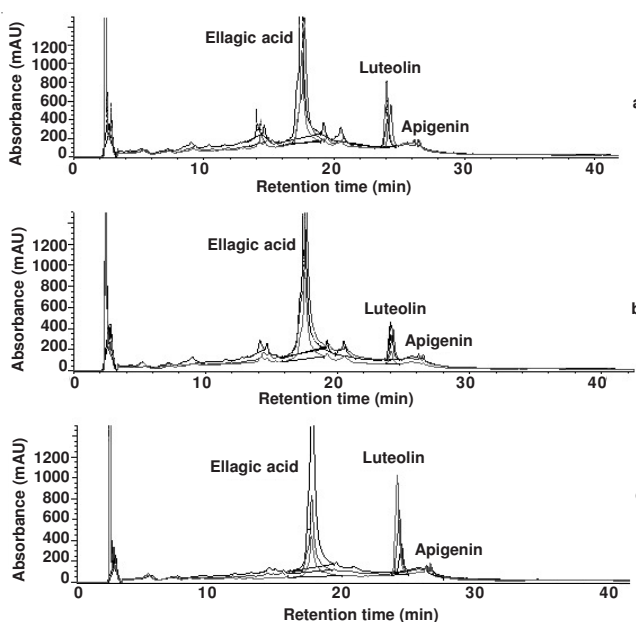 Absorbance (mAU)
1200
1000
800
600
400
200
0
Ellagic acid
Luteolin
Apigenin
a
0 10 20 30 40
Retention time (min)
Absorbance (mAU)
1200
1000
800
600
400
200
0
Ellagic acid
Luteolin
Apigenin
b
0 10 20 30 40
Retention time (min)
Absorbance (mAU)
1200
1000
800
600
400
200
0
Ellagic acid
Luteolin
Apigenin
0 10 20 30 40
Retention time (min)